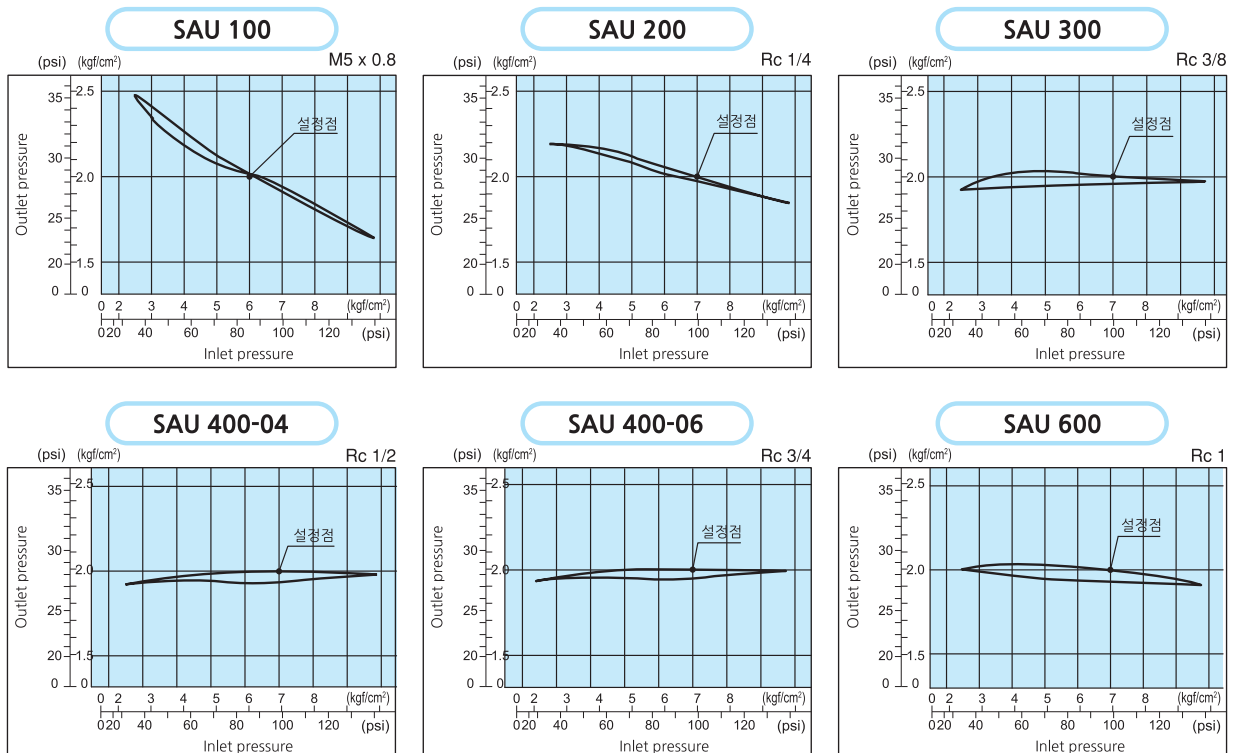 SAU 100
(psi) (kgf/cm²) M5 x 0.8
35 2.5
설정점
30 2.0
25
20 1.5
0 0
Outlet pressure
0 2 3 4 5 6 7 8 (kgf/cm²)
0 20 40 60 80 100 120 (psi)
Inlet pressure
SAU 200
(psi) (kgf/cm²) Rc 1/4
35 2.5
설정점
30 2.0
25
20 1.5
0 0
Outlet pressure
0 2 3 4 5 6 7 8 (kgf/cm²)
0 20 40 60 80 100 120 (psi)
Inlet pressure
SAU 300
(psi) (kgf/cm²) Rc 3/8
35 2.5
설정점
30 2.0
25
20 1.5
0 0
Outlet pressure
0 2 3 4 5 6 7 8 (kgf/cm²)
0 20 40 60 80 100 120 (psi)
Inlet pressure
SAU 400-04
(psi) (kgf/cm²) Rc 1/2
35 2.5
설정점
30 2.0
25
20 1.5
0 0
Outlet pressure
0 2 3 4 5 6 7 8 (kgf/cm²)
0 20 40 60 80 100 120 (psi)
Inlet pressure
SAU 400-06
(psi) (kgf/cm²) Rc 3/4
35 2.5
설정점
30 2.0
25
20 1.5
0 0
Outlet pressure
0 2 3 4 5 6 7 8 (kgf/cm²)
0 20 40 60 80 100 120 (psi)
Inlet pressure
SAU 600
(psi) (kgf/cm²) Rc 1
35 2.5
설정점
30 2.0
25
20 1.5
0 0
Outlet pressure
0 2 3 4 5 6 7 8 (kgf/cm²)
0 20 40 60 80 100 120 (psi)
Inlet pressure